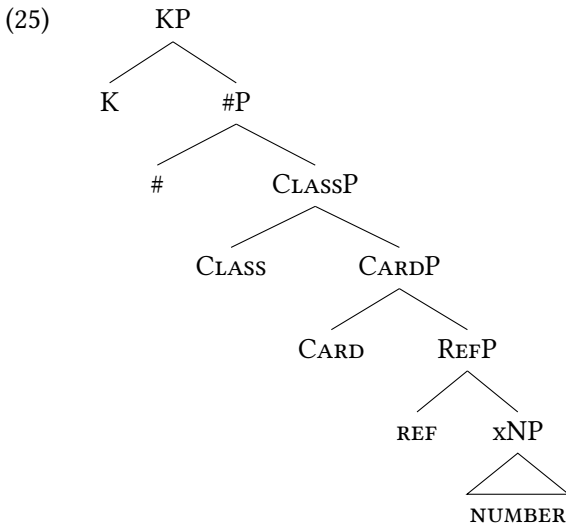 (25) KP
K #P
# CLASSP
CLASS CARDP
CARD REFP
REF xNP
NUMBER